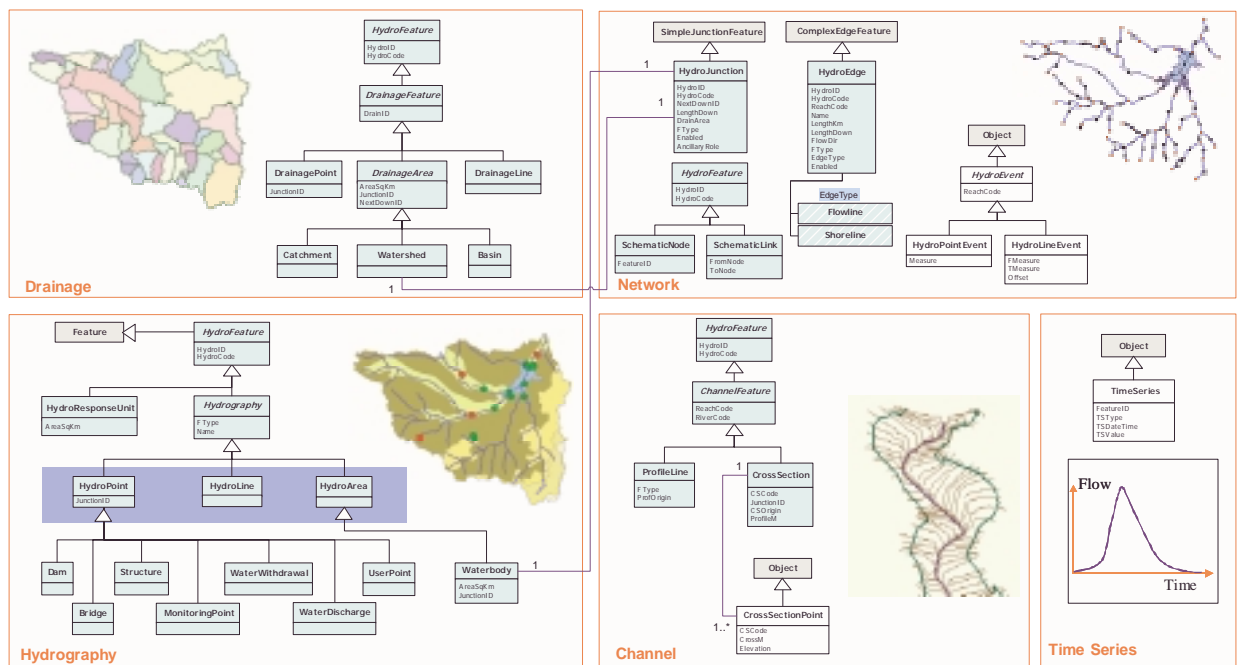 HydroFeature
HydroID
HydroCode
DrainageFeature
DrainID
DrainagePoint
JunctionID
DrainageArea
AreaSqKm
JunctionID
NextDownID
DrainageLine
Catchment
Watershed
Basin
1
Drainage
SimpleJunctionFeature
ComplexEdgeFeature
1
HydroJunction
HydroID
HydroCode
NextDownID
LengthDown
DrainArea
FType
Enabled
AncillaryRole
1
HydroEdge
HydroID
HydroCode
ReachCode
Name
LengthKm
LengthDown
FlowDir
FType
EdgeType
Enabled
HydroFeature
HydroID
HydroCode
EdgeType
Flowline
Shoreline
SchematicNode
FeatureID
SchematicLink
FromNode
ToNode
Object
HydroEvent
ReachCode
HydroPointEvent
Measure
HydroLineEvent
FMeasure
TMeasure
Offset
Network
Feature
HydroFeature
HydroID
HydroCode
HydroResponseUnit
AreaSqKm
Hydrography
FType
Name
HydroPoint
JunctionID
HydroLine
HydroArea
Dam
Structure
WaterWithdrawal
UserPoint
Waterbody
AreaSqKm
JunctionID
1
Bridge
MonitoringPoint
WaterDischarge
Hydrography
HydroFeature
HydroID
HydroCode
ChannelFeature
ReachCode
RiverCode
ProfileLine
FType
ProfOrigin
1
CrossSection
CSCode
JunctionID
CSOrigin
ProfileM
Object
1..*
CrossSectionPoint
CSCode
CrossM
Elevation
Channel
Object
TimeSeries
FeatureID
TSType
TSDateTime
TSValue
Flow
Time
Time Series